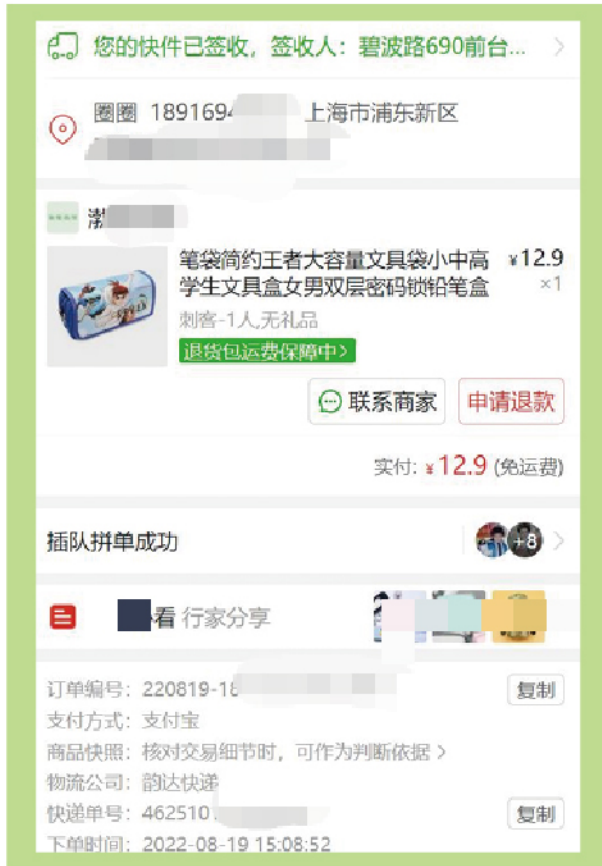 您的快件已签收，签收人：碧波路690前台...
圈圈 1891694 上海市浦东新区
渤
笔袋简约王者大容量文具袋小中高 ¥12.9
学生文具盒女男双层密码锁铅笔盒 ×1
刺客-1人,无礼品
退货包运费保障中>
联系商家 申请退款
实付: ¥12.9 (免运费)
插队拼单成功 +8
看 行家分享
订单编号: 220819-18 复制
支付方式: 支付宝
商品快照: 核对交易细节时，可作为判断依据 >
物流公司: 韵达快递
快递单号: 462510 复制
下单时间: 2022-08-19 15:08:52